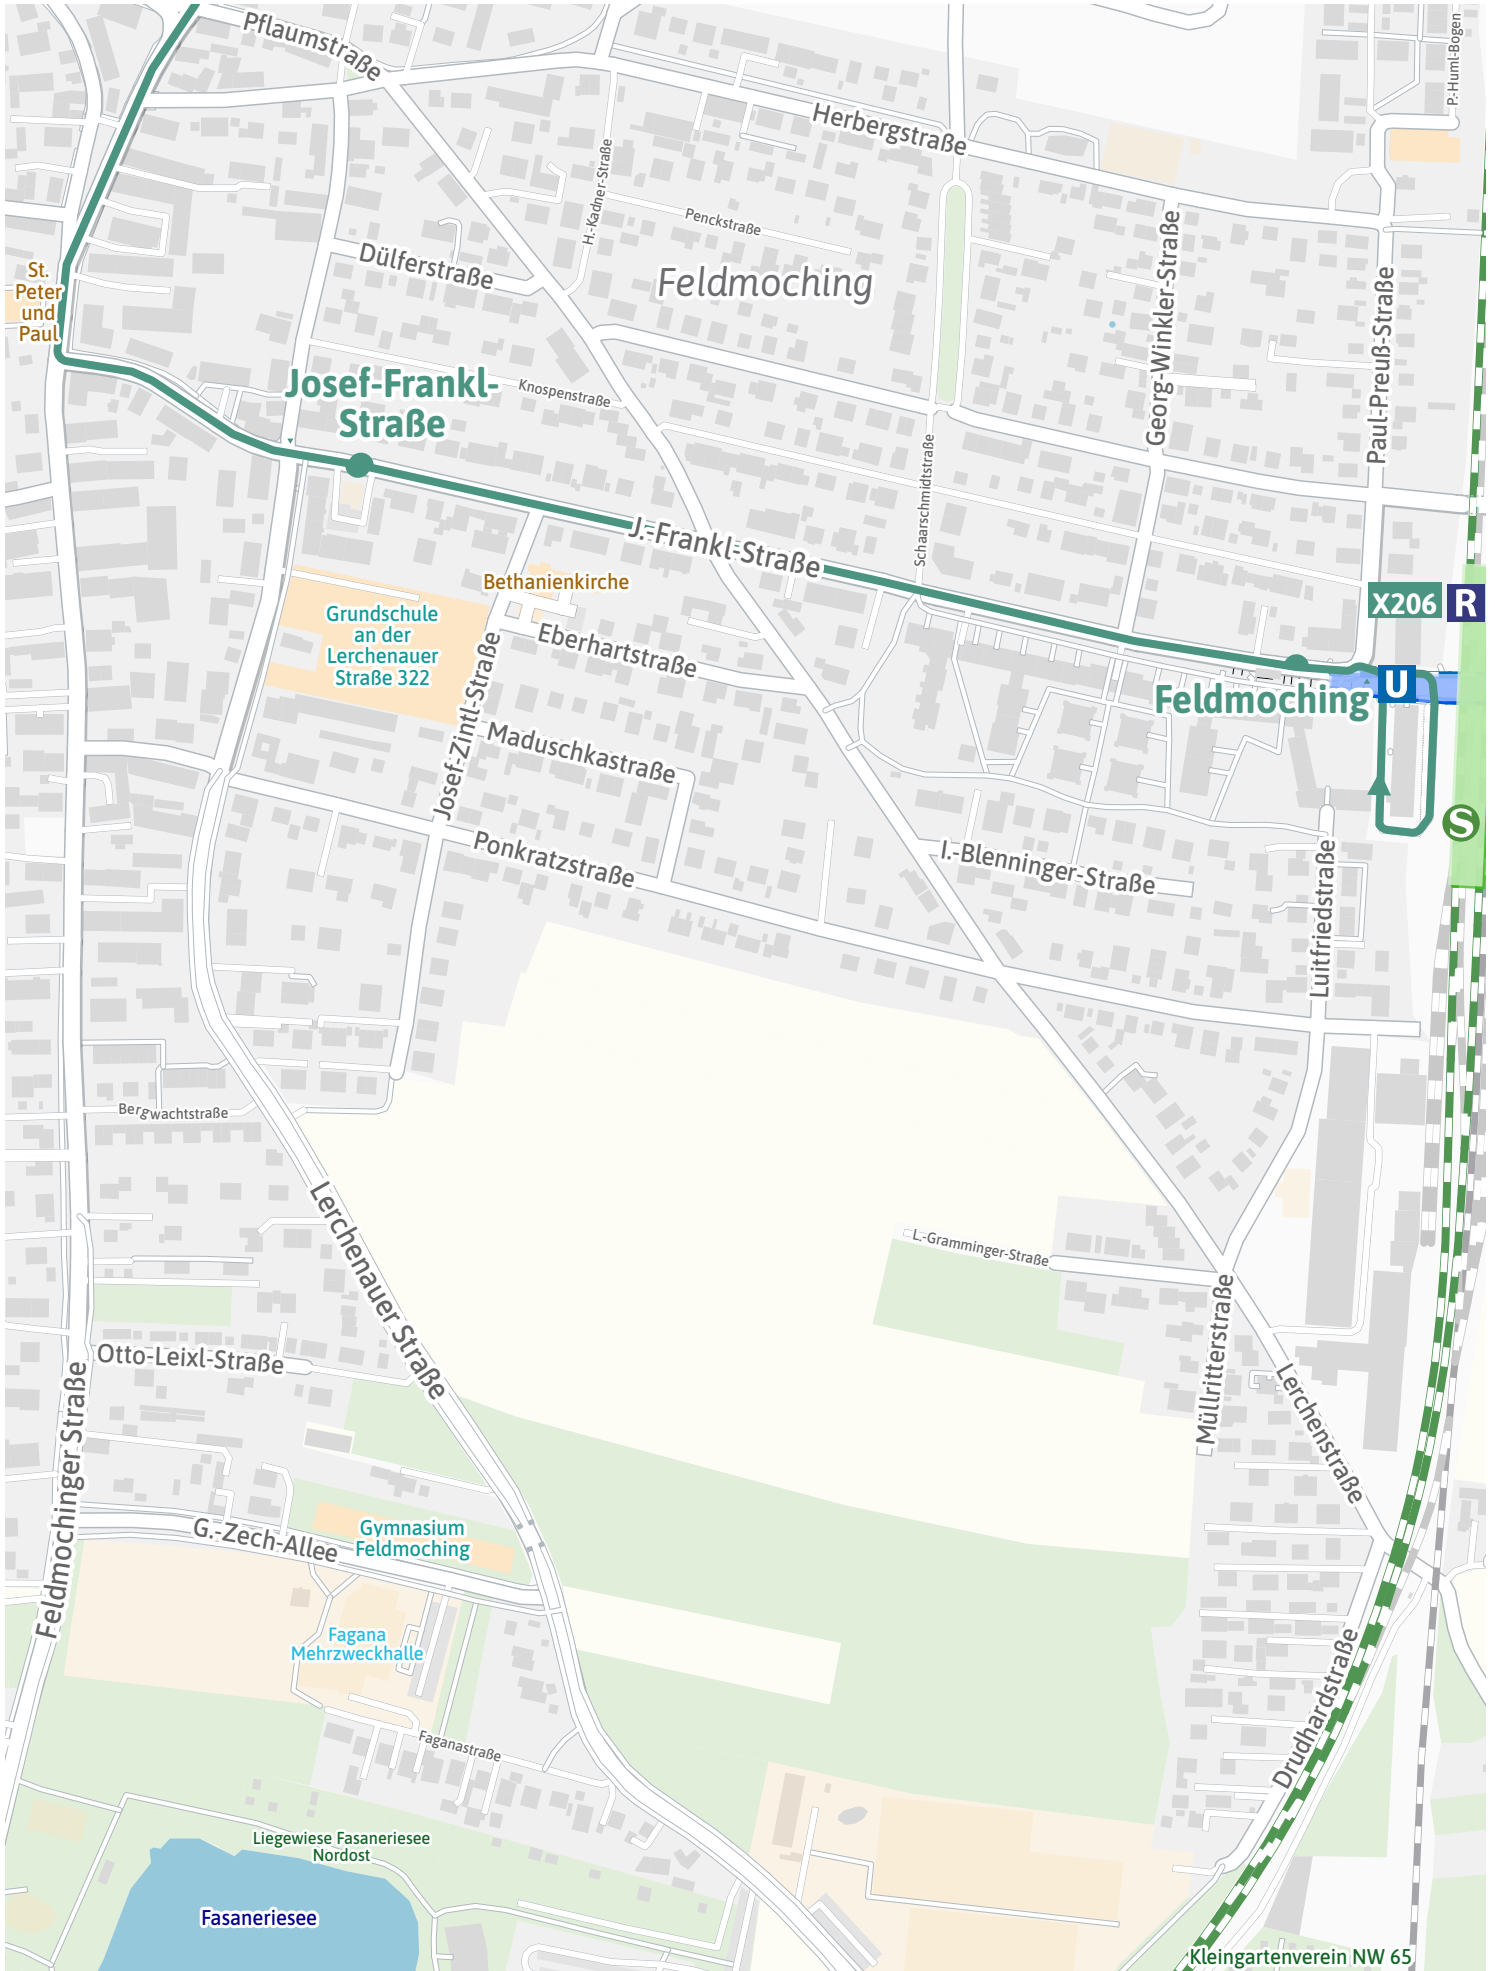 Pflaumstraße
P.-Huml-Bogen
Herbergstraße
H.-Kadner-Straße
Penckstraße
Dülferstraße
Feldmoching
Georg-Winkler-Straße
Paul-Preuß-Straße
St.
Peter
und
Paul
Josef-Frankl-
Straße
Knospenstraße
Schaarschmidtstraße
J.-Frankl-Straße
Bethanienkirche
Grundschule
an der
Lerchenauer
Straße 322
Eberhartstraße
X206
R
U
Feldmoching
Josef-Zintl-Straße
Maduschkastraße
S
Ponkratzstraße
I.-Blenninger-Straße
Luitfriedstraße
Bergwachtstraße
Lerchenauer Straße
L.-Gramminger-Straße
Müllritterstraße
Otto-Leixl-Straße
Lerchenstraße
Feldmochinger Straße
G.-Zech-Allee
Gymnasium
Feldmoching
Fagana
Mehrzweckhalle
Drudhardstraße
Faganastraße
Liegewiese Fasaneriesee
Nordost
Fasaneriesee
Kleingartenverein NW 65